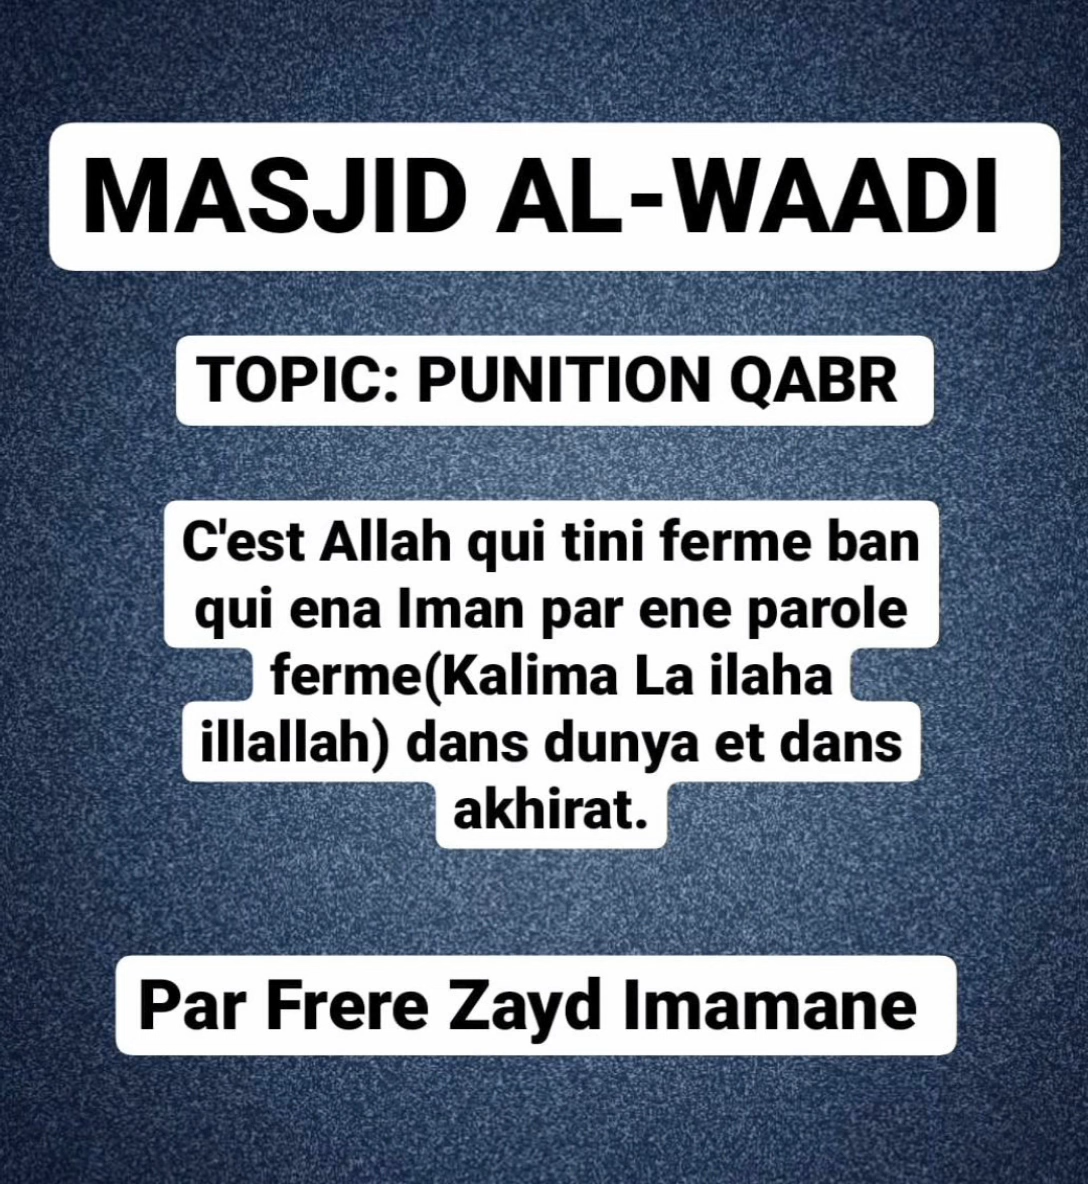 MASJID AL-WAADI
TOPIC: PUNITION QABR
C'est Allah qui tini ferme ban
qui ena Iman par ene parole
ferme(Kalima La ilaha
illallah) dans dunya et dans
akhirat.
Par Frere Zayd Imamane